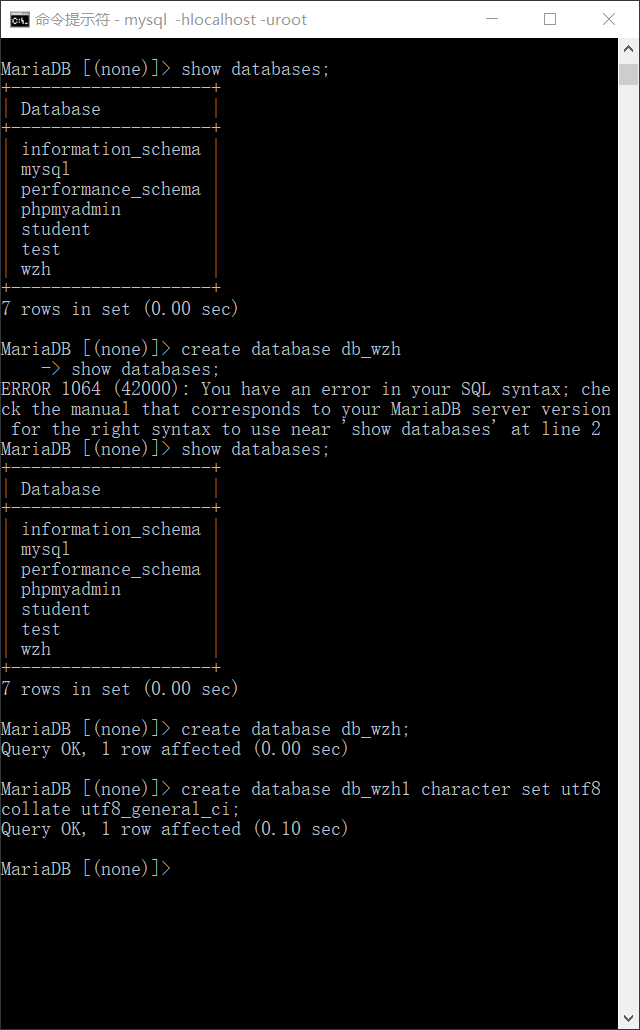 命令提示符 - mysql  -hlocalhost -uroot
MariaDB [(none)]> show databases;
+--------------------+
| Database           |
+--------------------+
| information_schema |
| mysql              |
| performance_schema |
| phpmyadmin         |
| student            |
| test               |
| wzh                |
+--------------------+
7 rows in set (0.00 sec)
MariaDB [(none)]> create database db_wzh
    -> show databases;
ERROR 1064 (42000): You have an error in your SQL syntax; che
ck the manual that corresponds to your MariaDB server version
 for the right syntax to use near 'show databases' at line 2
MariaDB [(none)]> show databases;
+--------------------+
| Database           |
+--------------------+
| information_schema |
| mysql              |
| performance_schema |
| phpmyadmin         |
| student            |
| test               |
| wzh                |
+--------------------+
7 rows in set (0.00 sec)
MariaDB [(none)]> create database db_wzh;
Query OK, 1 row affected (0.00 sec)
MariaDB [(none)]> create database db_wzh1 character set utf8
collate utf8_general_ci;
Query OK, 1 row affected (0.10 sec)
MariaDB [(none)]>